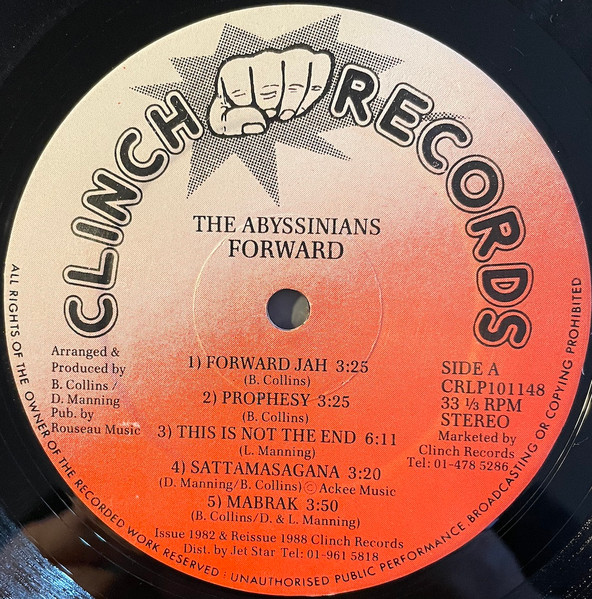 CLINCH RECORDS
THE ABYSSINIANS
FORWARD
Arranged &
Produced by
B. Collins /
D. Manning
Pub. by
Rouseau Music
1) FORWARD JAH 3:25
(B. Collins)
2) PROPHESY 3:25
(B. Collins)
3) THIS IS NOT THE END 6:11
(L. Manning)
4) SATTAMASAGANA 3:20
(D. Manning/B. Collins) Ⓒ Ackee Music
5) MABRAK 3:50
(B. Collins/D. & L. Manning)
SIDE A
CRLP101148
33 ⅓ RPM
STEREO
Marketed by
Clinch Records
Tel: 01-478 5286
Issue 1982 & Reissue 1988 Clinch Records
Dist. by Jet Star Tel: 01-961 5818
ALL RIGHTS OF THE OWNER OF THE RECORDED WORK RESERVED · UNAUTHORISED PUBLIC PERFORMANCE BROADCASTING OR COPYING PROHIBITED